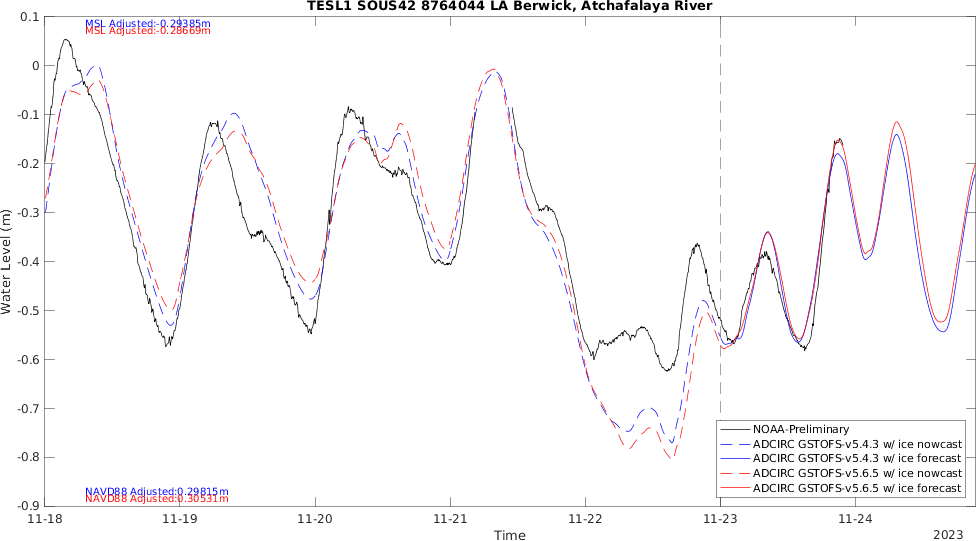 TESL1 SOUS42 8764044 LA Berwick, Atchafalaya River
MSL Adjusted:-0.29385m
MSL Adjusted:-0.28669m
0.1
0
-0.1
-0.2
-0.3
-0.4
-0.5
-0.6
-0.7
-0.8
-0.9
Water Level (m)
NOAA-Preliminary
ADCIRC GSTOFS-v5.4.3 w/ ice nowcast
ADCIRC GSTOFS-v5.4.3 w/ ice forecast
ADCIRC GSTOFS-v5.6.5 w/ ice nowcast
ADCIRC GSTOFS-v5.6.5 w/ ice forecast
NAVD88 Adjusted:0.29815m
NAVD88 Adjusted:0.30531m
11-18 11-19 11-20 11-21 11-22 11-23 11-24
Time
2023